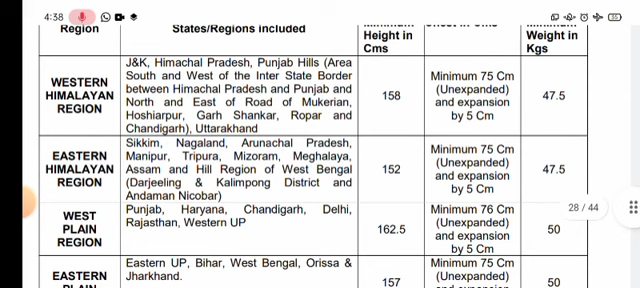 4:38
Region States/Regions included Minimum Weight in
Height in
Cms
Kgs
WESTERN HIMALAYAN REGION
J&K, Himachal Pradesh, Punjab Hills (Area
South and West of the Inter State Border
between Himachal Pradesh and Punjab and
North and East of Road of Mukerian,
Hoshiarpur, Garh Shankar, Ropar and
Chandigarh), Uttarakhand
158
Minimum 75 Cm
(Unexpanded)
and expansion
by 5 Cm
47.5
EASTERN
HIMALAYAN
REGION
Sikkim, Nagaland, Arunachal Pradesh,
Manipur, Tripura, Mizoram, Meghalaya,
Assam and Hill Region of West Bengal
(Darjeeling & Kalimpong District and
Andaman Nicobar)
152
Minimum 75 Cm
(Unexpanded)
and expansion
by 5 Cm
47.5
WEST
PLAIN
REGION
Punjab, Haryana, Chandigarh, Delhi,
Rajasthan, Western UP
162.5
Minimum 76 Cm
(Unexpanded)
and expansion
by 5 Cm
50
28 / 44
EASTERN
Eastern UP, Bihar, West Bengal, Orissa &
Jharkhand.
157
Minimum 75 Cm
(Unexpanded)
50